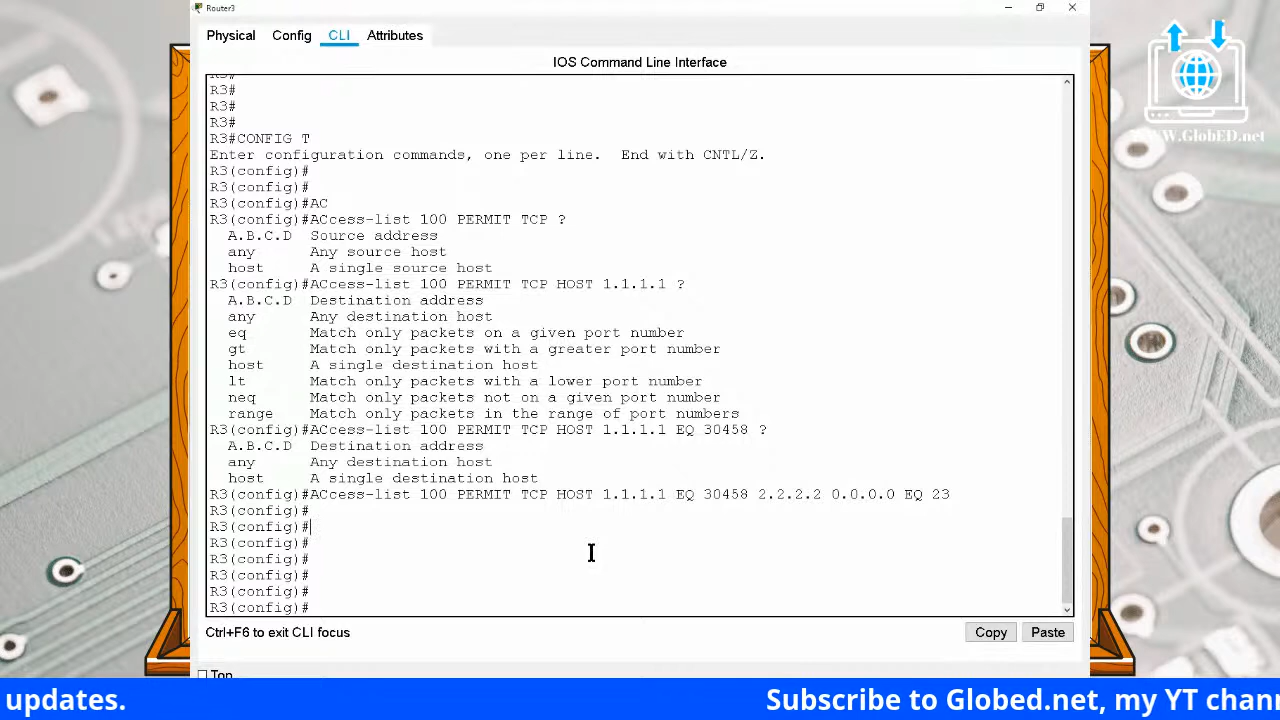 Router3
Physical Config CLI Attributes
IOS Command Line Interface
R3#
R3#
R3#
R3#
R3#CONFIG T
Enter configuration commands, one per line.  End with CNTL/Z.
R3(config)#
R3(config)#
R3(config)#AC
R3(config)#ACcess-list 100 PERMIT TCP ?
A.B.C.D  Source address
any      Any source host
host     A single source host
R3(config)#ACcess-list 100 PERMIT TCP HOST 1.1.1.1 ?
A.B.C.D  Destination address
any      Any destination host
eq       Match only packets on a given port number
gt       Match only packets with a greater port number
host     A single destination host
lt       Match only packets with a lower port number
neq      Match only packets not on a given port number
range    Match only packets in the range of port numbers
R3(config)#ACcess-list 100 PERMIT TCP HOST 1.1.1.1 EQ 30458 ?
A.B.C.D  Destination address
any      Any destination host
host     A single destination host
R3(config)#ACcess-list 100 PERMIT TCP HOST 1.1.1.1 EQ 30458 2.2.2.2 0.0.0.0 EQ 23
R3(config)#
R3(config)#
R3(config)#
R3(config)#
R3(config)#
R3(config)#
R3(config)#
Ctrl+F6 to exit CLI focus
Copy Paste
Top
WWW.GlobED.net
updates. Subscribe to Globed.net, my YT chann